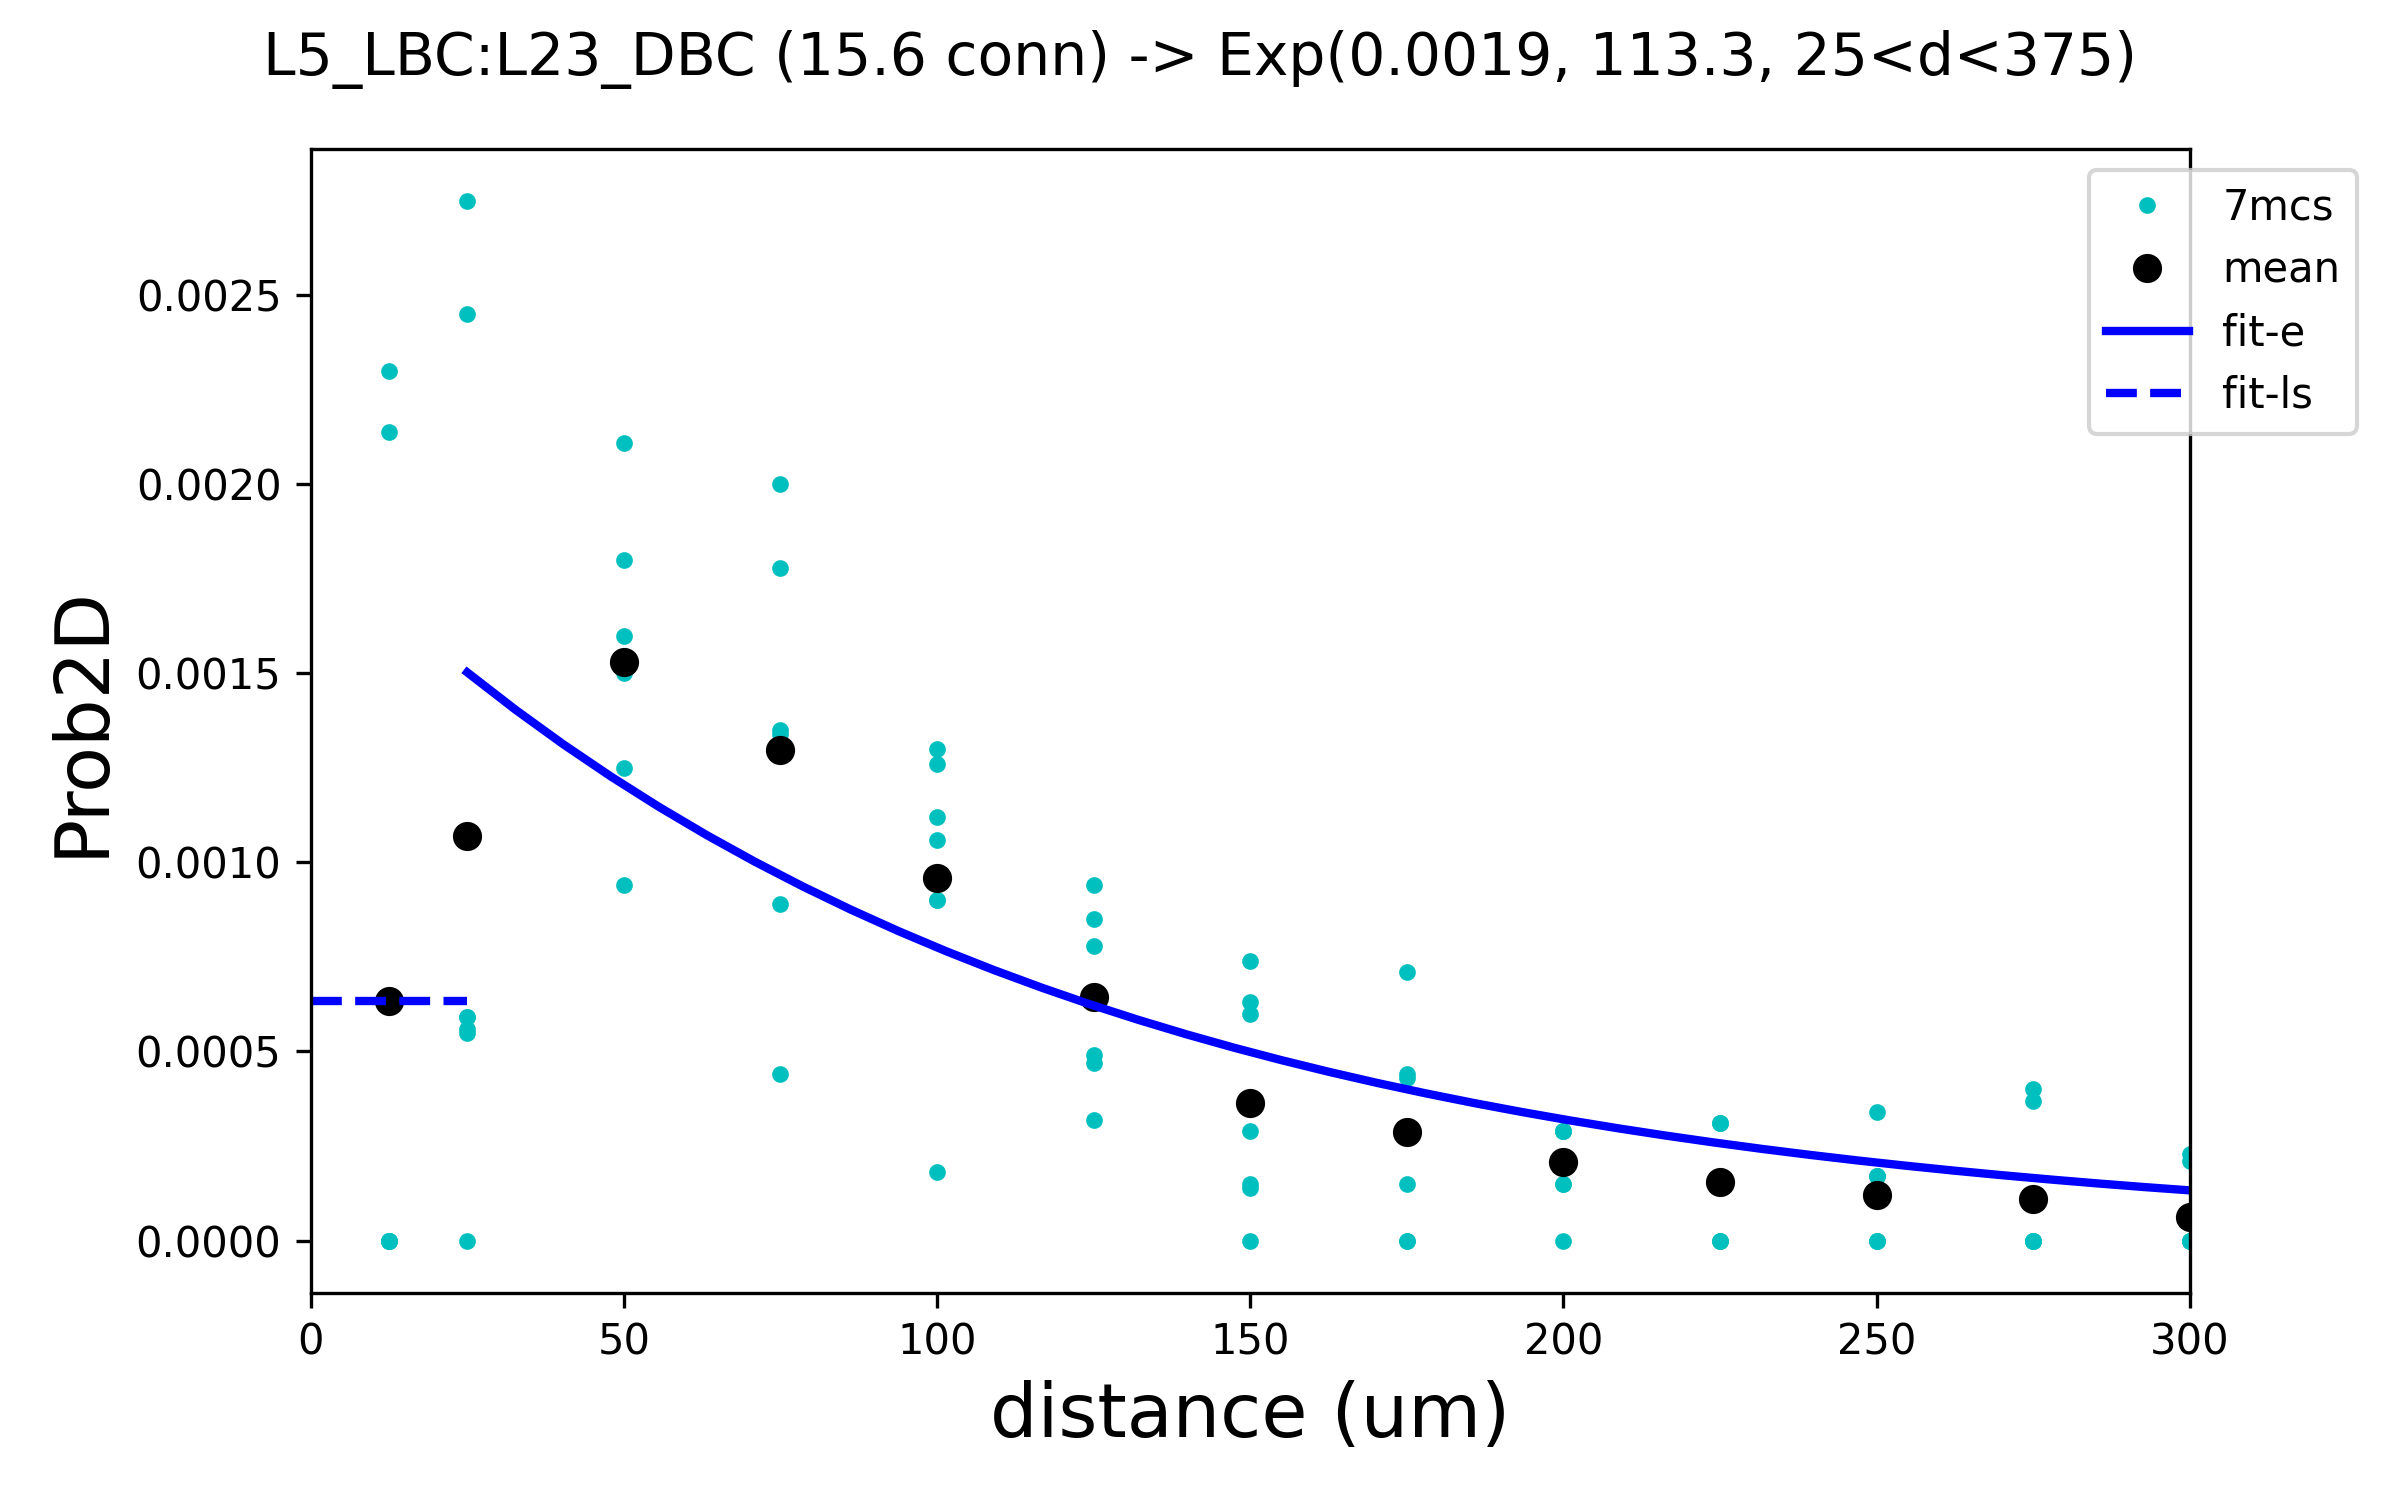 L5_LBC:L23_DBC (15.6 conn) -> Exp(0.0019, 113.3, 25<d<375)
7mcs
mean
fit-e
fit-ls
Prob2D
0.0025
0.0020
0.0015
0.0010
0.0005
0.0000
0 50 100 150 200 250 300
distance (um)